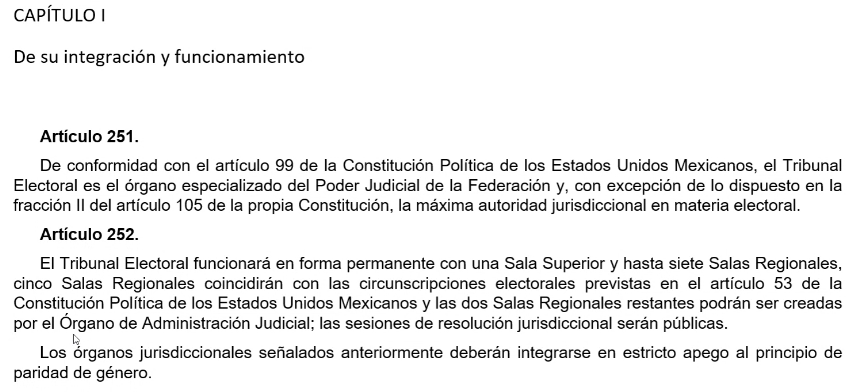 CAPÍTULO I
De su integración y funcionamiento
Artículo 251.
De conformidad con el artículo 99 de la Constitución Política de los Estados Unidos Mexicanos, el Tribunal
Electoral es el órgano especializado del Poder Judicial de la Federación y, con excepción de lo dispuesto en la
fracción II del artículo 105 de la propia Constitución, la máxima autoridad jurisdiccional en materia electoral.
Artículo 252.
El Tribunal Electoral funcionará en forma permanente con una Sala Superior y hasta siete Salas Regionales,
cinco Salas Regionales coincidirán con las circunscripciones electorales previstas en el artículo 53 de la
Constitución Política de los Estados Unidos Mexicanos y las dos Salas Regionales restantes podrán ser creadas
por el Órgano de Administración Judicial; las sesiones de resolución jurisdiccional serán públicas.
Los órganos jurisdiccionales señalados anteriormente deberán integrarse en estricto apego al principio de
paridad de género.